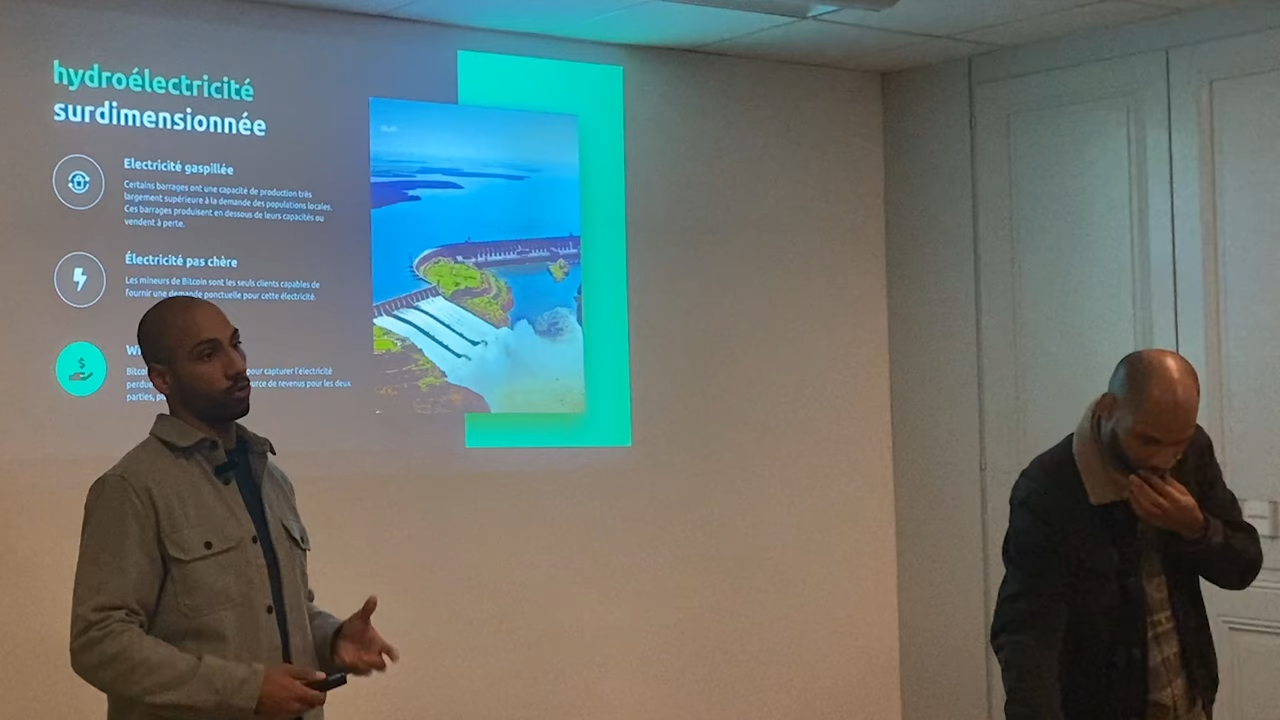 hydroélectricité
surdimensionnée
Electricité gaspillée
Certains barrages ont une capacité de production très
largement supérieure à la demande des populations locales.
Ces barrages produisent en dessous de leurs capacités ou
vendent à perte.
Électricité pas chère
Les mineurs de Bitcoin sont les seuls clients capables de
fournir une demande ponctuelle pour cette électricité.
pour capturer l'électricité
perdue
de revenus pour les deux
parties,